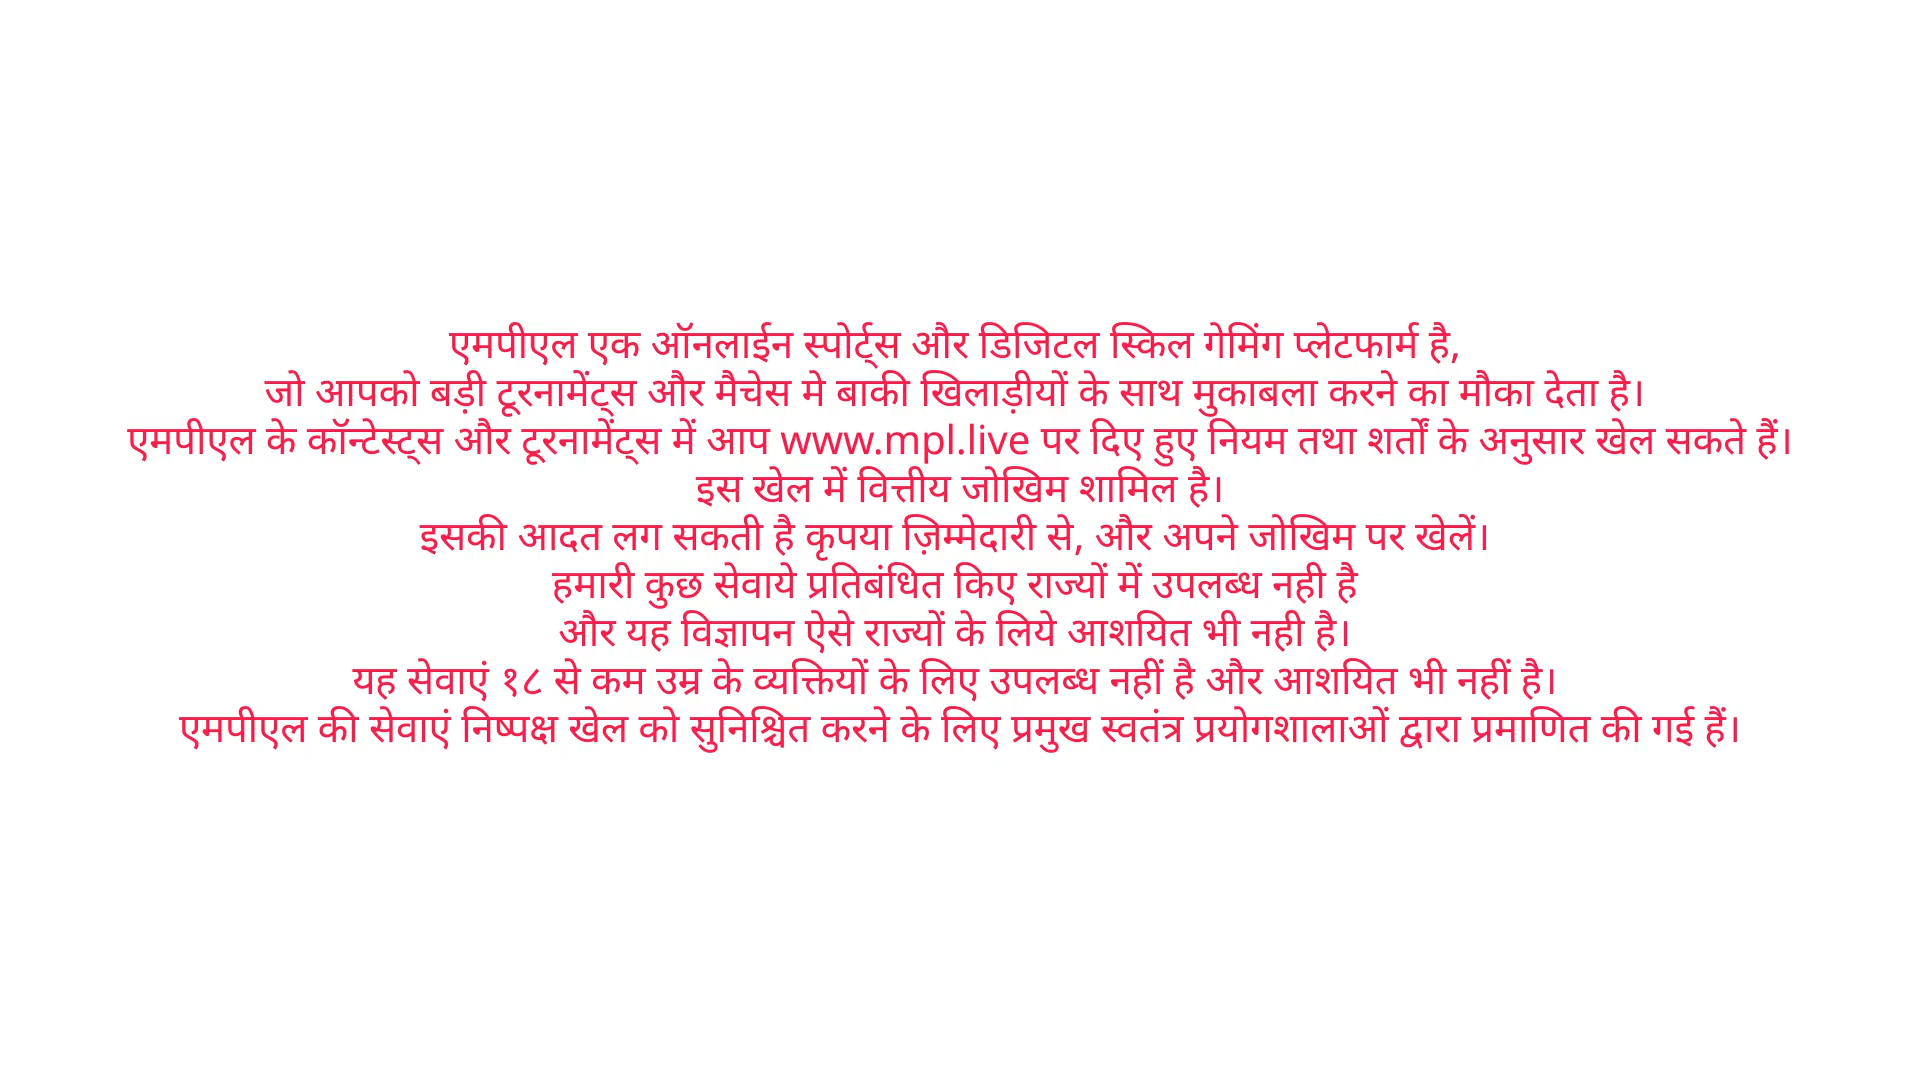 एमपीएल एक ऑनलाईन स्पोर्ट्स और डिजिटल स्किल गेमिंग प्लेटफार्म है,
जो आपको बड़ी टूरनामेंट्स और मैचेस मे बाकी खिलाड़ीयों के साथ मुकाबला करने का मौका देता है।
एमपीएल के कॉन्टेस्ट्स और टूरनामेंट्स में आप www.mpl.live पर दिए हुए नियम तथा शर्तों के अनुसार खेल सकते हैं।
इस खेल में वित्तीय जोखिम शामिल है।
इसकी आदत लग सकती है कृपया ज़िम्मेदारी से, और अपने जोखिम पर खेलें।
हमारी कुछ सेवाये प्रतिबंधित किए राज्यों में उपलब्ध नही है
और यह विज्ञापन ऐसे राज्यों के लिये आशयित भी नही है।
यह सेवाएं १८ से कम उम्र के व्यक्तियों के लिए उपलब्ध नहीं है और आशयित भी नहीं है।
एमपीएल की सेवाएं निष्पक्ष खेल को सुनिश्चित करने के लिए प्रमुख स्वतंत्र प्रयोगशालाओं द्वारा प्रमाणित की गई हैं।